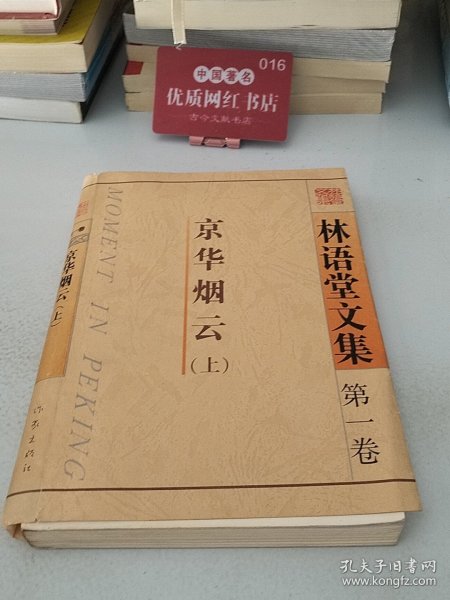 016
中国著名
优质网红书店
古今文献书店
林语堂文集
第一卷
京华烟云
(上)
MOMENT IN PEKING
京华烟云(上)
作家出版社
孔夫子旧书网
www.kongfz.com